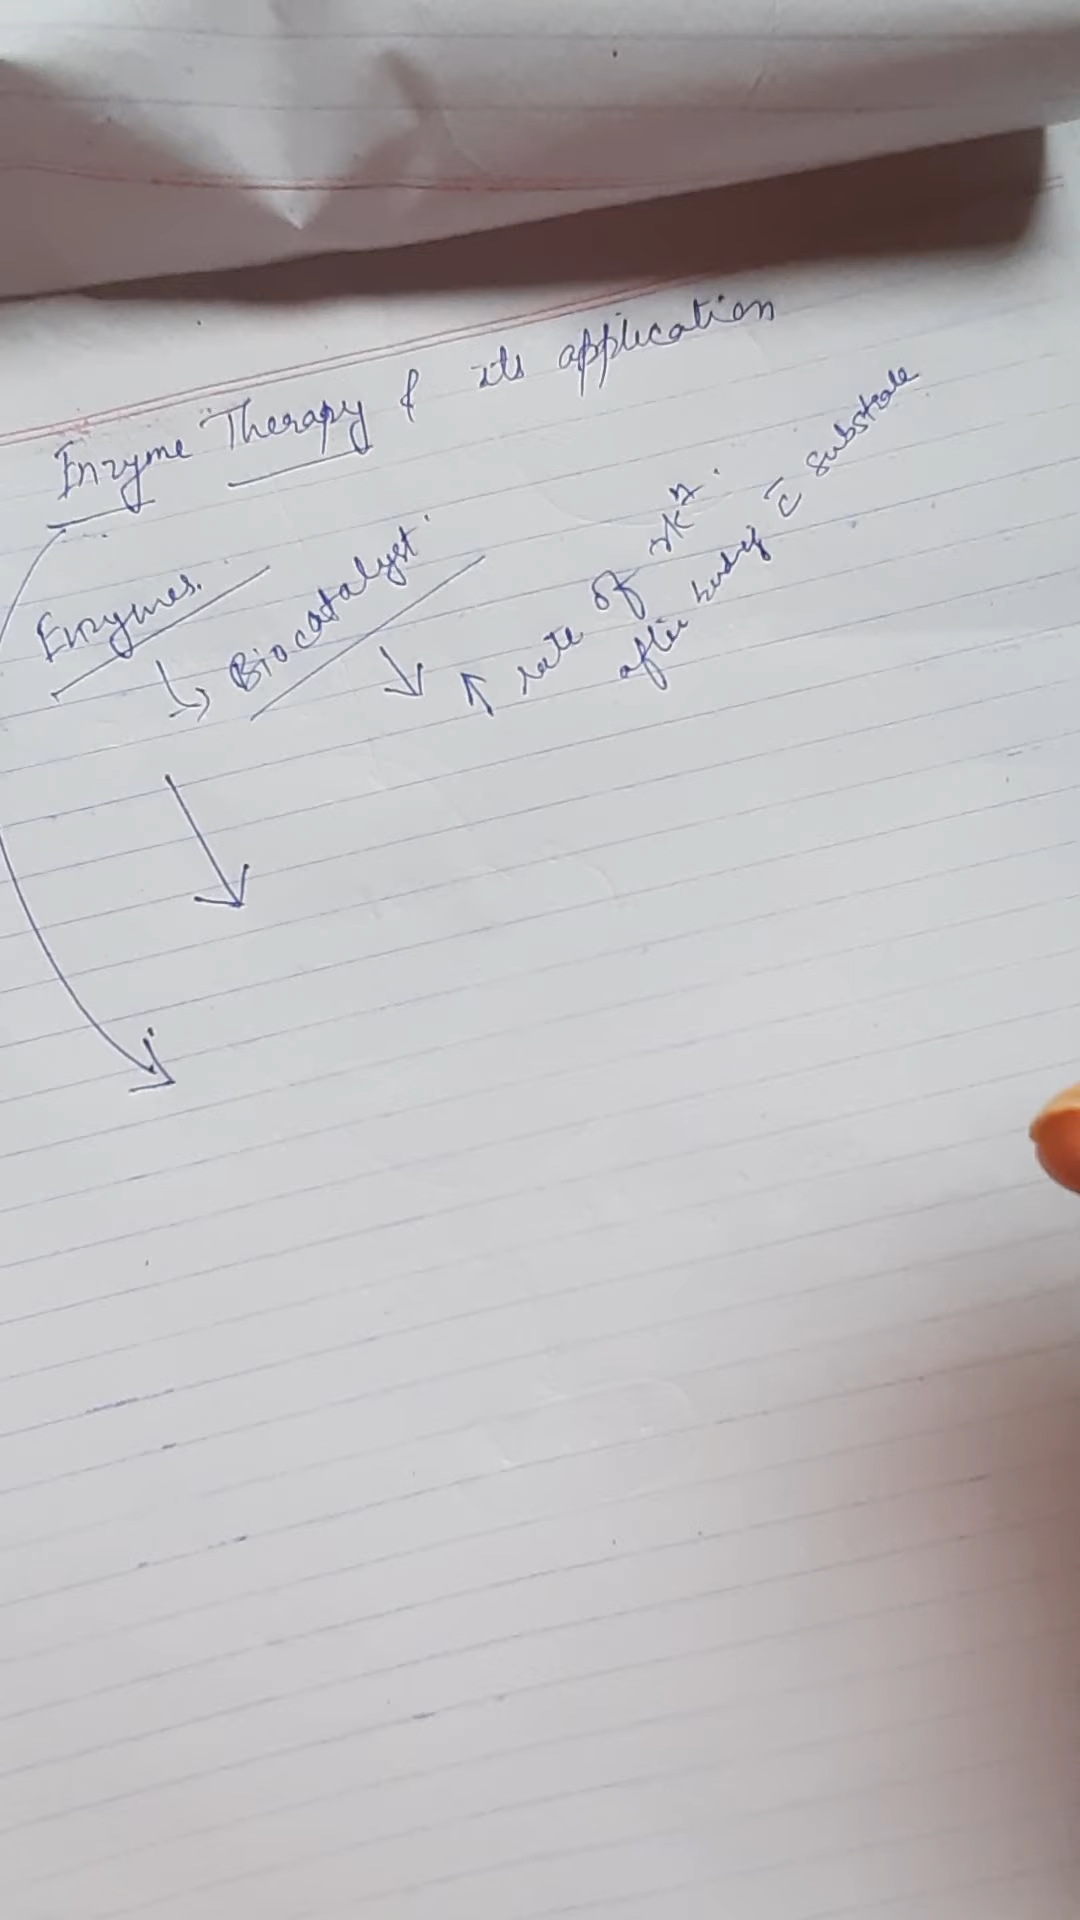 Enzyme Therapy & its application
Enzymes.
↳ Biocatalyst
↓ ↑ rate of rxn.
after binding c̄ substrate